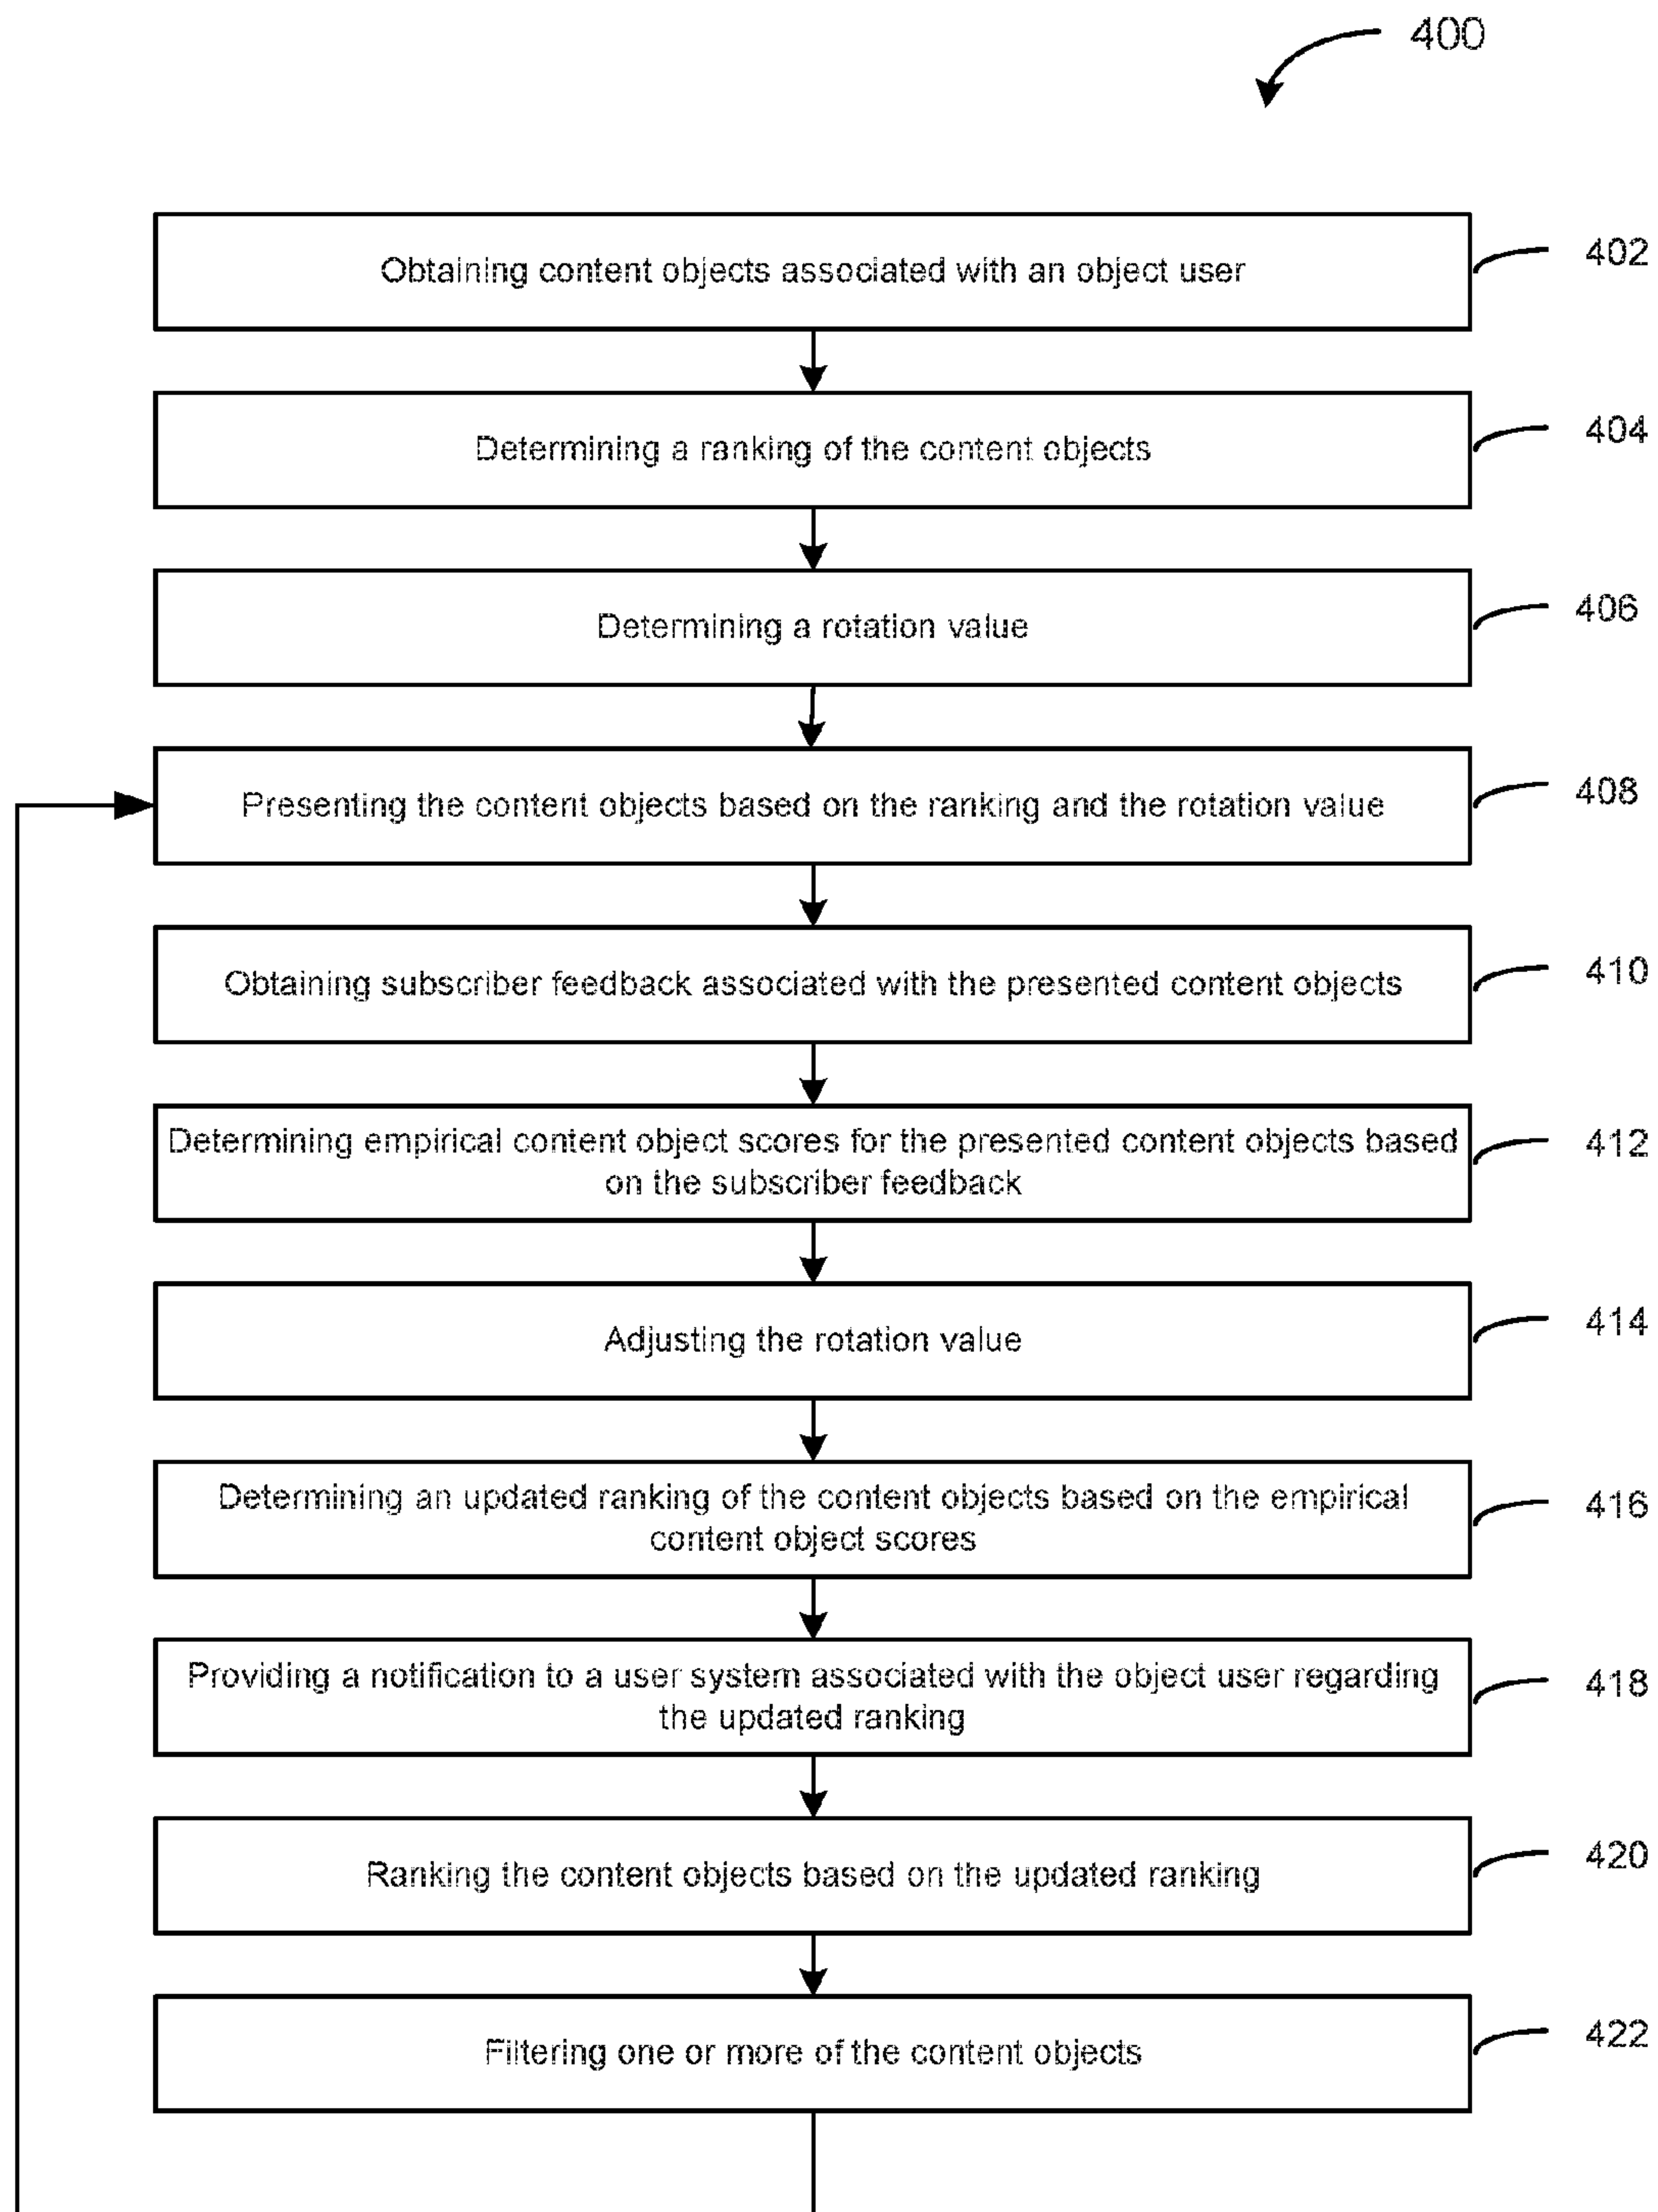 400
Obtaining content objects associated with an object user
402
Determining a ranking of the content objects
404
Determining a rotation value
406
Presenting the content objects based on the ranking and the rotation value
408
Obtaining subscriber feedback associated with the presented content objects
410
Determining empirical content object scores for the presented content objects based
on the subscriber feedback
412
Adjusting the rotation value
414
Determining an updated ranking of the content objects based on the empirical
content object scores
416
Providing a notification to a user system associated with the object user regarding
the updated ranking
418
Ranking the content objects based on the updated ranking
420
Filtering one or more of the content objects
422